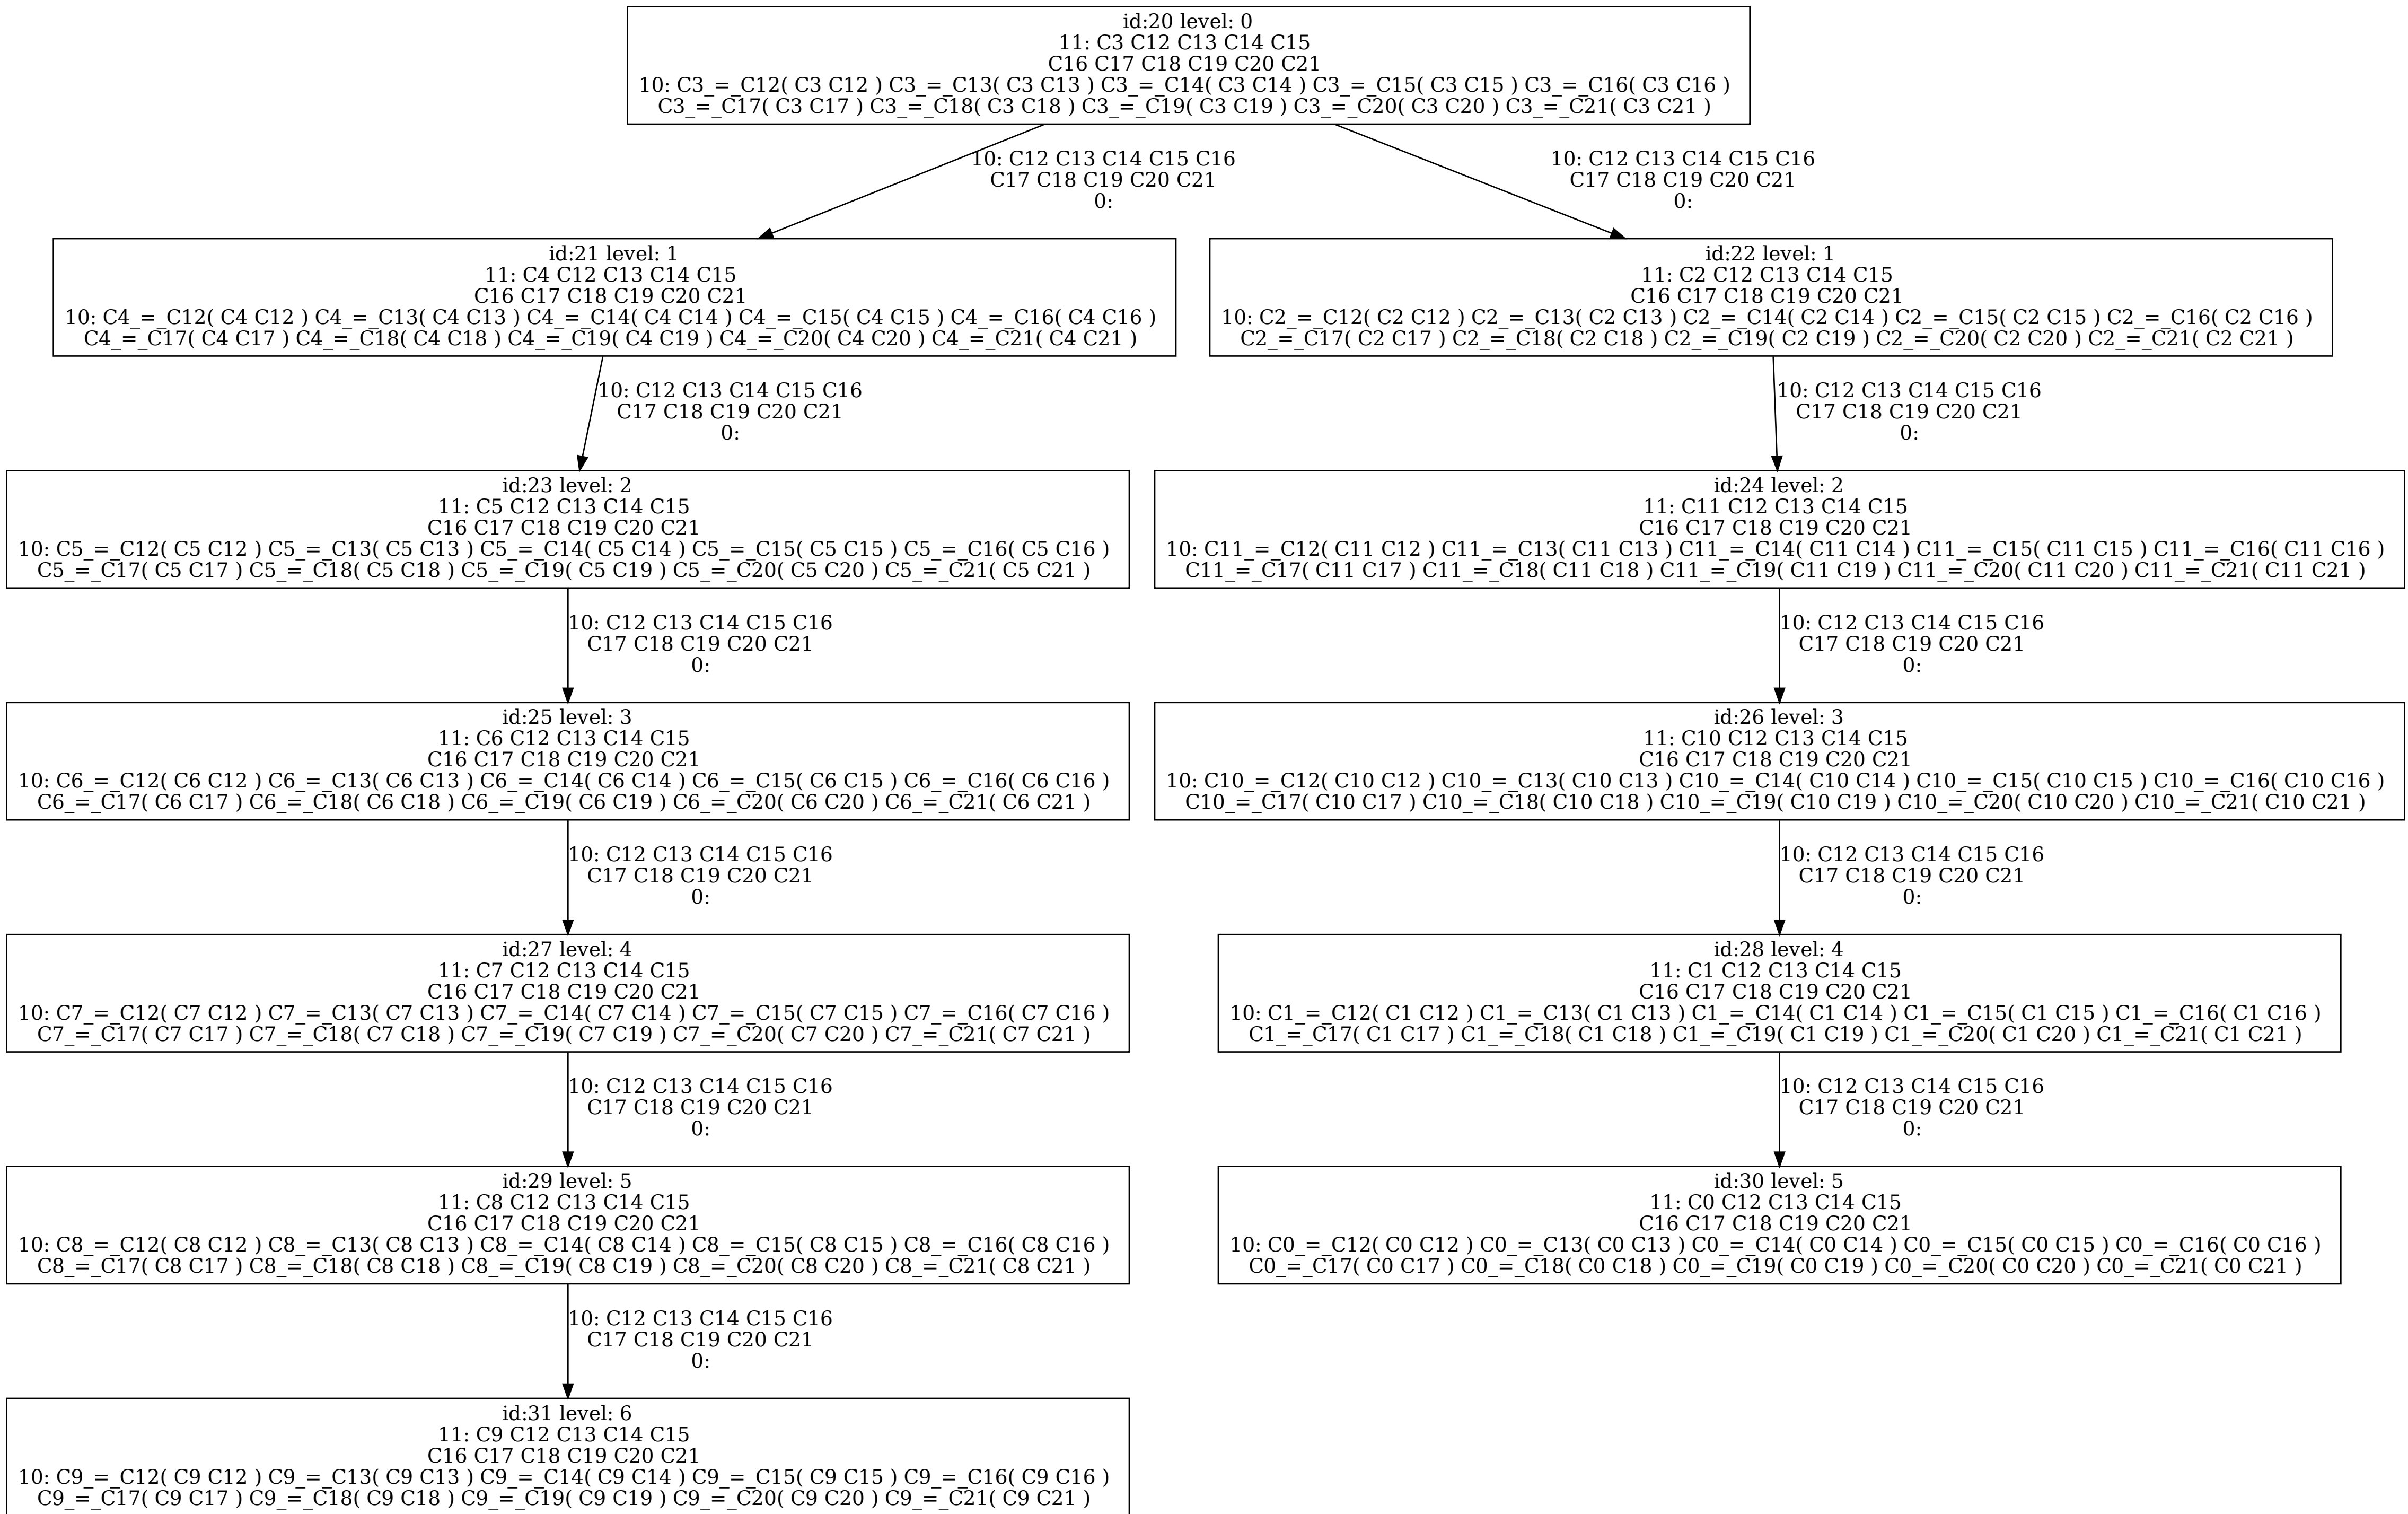 id:20 level: 0
11: C3 C12 C13 C14 C15
C16 C17 C18 C19 C20 C21
10: C3_=_C12( C3 C12 ) C3_=_C13( C3 C13 ) C3_=_C14( C3 C14 ) C3_=_C15( C3 C15 ) C3_=_C16( C3 C16 )
C3_=_C17( C3 C17 ) C3_=_C18( C3 C18 ) C3_=_C19( C3 C19 ) C3_=_C20( C3 C20 ) C3_=_C21( C3 C21 )
10: C12 C13 C14 C15 C16
C17 C18 C19 C20 C21
0:
10: C12 C13 C14 C15 C16
C17 C18 C19 C20 C21
0:
id:21 level: 1
11: C4 C12 C13 C14 C15
C16 C17 C18 C19 C20 C21
10: C4_=_C12( C4 C12 ) C4_=_C13( C4 C13 ) C4_=_C14( C4 C14 ) C4_=_C15( C4 C15 ) C4_=_C16( C4 C16 )
C4_=_C17( C4 C17 ) C4_=_C18( C4 C18 ) C4_=_C19( C4 C19 ) C4_=_C20( C4 C20 ) C4_=_C21( C4 C21 )
id:22 level: 1
11: C2 C12 C13 C14 C15
C16 C17 C18 C19 C20 C21
10: C2_=_C12( C2 C12 ) C2_=_C13( C2 C13 ) C2_=_C14( C2 C14 ) C2_=_C15( C2 C15 ) C2_=_C16( C2 C16 )
C2_=_C17( C2 C17 ) C2_=_C18( C2 C18 ) C2_=_C19( C2 C19 ) C2_=_C20( C2 C20 ) C2_=_C21( C2 C21 )
10: C12 C13 C14 C15 C16
C17 C18 C19 C20 C21
0:
10: C12 C13 C14 C15 C16
C17 C18 C19 C20 C21
0:
id:23 level: 2
11: C5 C12 C13 C14 C15
C16 C17 C18 C19 C20 C21
10: C5_=_C12( C5 C12 ) C5_=_C13( C5 C13 ) C5_=_C14( C5 C14 ) C5_=_C15( C5 C15 ) C5_=_C16( C5 C16 )
C5_=_C17( C5 C17 ) C5_=_C18( C5 C18 ) C5_=_C19( C5 C19 ) C5_=_C20( C5 C20 ) C5_=_C21( C5 C21 )
id:24 level: 2
11: C11 C12 C13 C14 C15
C16 C17 C18 C19 C20 C21
10: C11_=_C12( C11 C12 ) C11_=_C13( C11 C13 ) C11_=_C14( C11 C14 ) C11_=_C15( C11 C15 ) C11_=_C16( C11 C16 )
C11_=_C17( C11 C17 ) C11_=_C18( C11 C18 ) C11_=_C19( C11 C19 ) C11_=_C20( C11 C20 ) C11_=_C21( C11 C21 )
10: C12 C13 C14 C15 C16
C17 C18 C19 C20 C21
0:
10: C12 C13 C14 C15 C16
C17 C18 C19 C20 C21
0:
id:25 level: 3
11: C6 C12 C13 C14 C15
C16 C17 C18 C19 C20 C21
10: C6_=_C12( C6 C12 ) C6_=_C13( C6 C13 ) C6_=_C14( C6 C14 ) C6_=_C15( C6 C15 ) C6_=_C16( C6 C16 )
C6_=_C17( C6 C17 ) C6_=_C18( C6 C18 ) C6_=_C19( C6 C19 ) C6_=_C20( C6 C20 ) C6_=_C21( C6 C21 )
id:26 level: 3
11: C10 C12 C13 C14 C15
C16 C17 C18 C19 C20 C21
10: C10_=_C12( C10 C12 ) C10_=_C13( C10 C13 ) C10_=_C14( C10 C14 ) C10_=_C15( C10 C15 ) C10_=_C16( C10 C16 )
C10_=_C17( C10 C17 ) C10_=_C18( C10 C18 ) C10_=_C19( C10 C19 ) C10_=_C20( C10 C20 ) C10_=_C21( C10 C21 )
10: C12 C13 C14 C15 C16
C17 C18 C19 C20 C21
0:
10: C12 C13 C14 C15 C16
C17 C18 C19 C20 C21
0:
id:27 level: 4
11: C7 C12 C13 C14 C15
C16 C17 C18 C19 C20 C21
10: C7_=_C12( C7 C12 ) C7_=_C13( C7 C13 ) C7_=_C14( C7 C14 ) C7_=_C15( C7 C15 ) C7_=_C16( C7 C16 )
C7_=_C17( C7 C17 ) C7_=_C18( C7 C18 ) C7_=_C19( C7 C19 ) C7_=_C20( C7 C20 ) C7_=_C21( C7 C21 )
id:28 level: 4
11: C1 C12 C13 C14 C15
C16 C17 C18 C19 C20 C21
10: C1_=_C12( C1 C12 ) C1_=_C13( C1 C13 ) C1_=_C14( C1 C14 ) C1_=_C15( C1 C15 ) C1_=_C16( C1 C16 )
C1_=_C17( C1 C17 ) C1_=_C18( C1 C18 ) C1_=_C19( C1 C19 ) C1_=_C20( C1 C20 ) C1_=_C21( C1 C21 )
10: C12 C13 C14 C15 C16
C17 C18 C19 C20 C21
0:
10: C12 C13 C14 C15 C16
C17 C18 C19 C20 C21
0:
id:29 level: 5
11: C8 C12 C13 C14 C15
C16 C17 C18 C19 C20 C21
10: C8_=_C12( C8 C12 ) C8_=_C13( C8 C13 ) C8_=_C14( C8 C14 ) C8_=_C15( C8 C15 ) C8_=_C16( C8 C16 )
C8_=_C17( C8 C17 ) C8_=_C18( C8 C18 ) C8_=_C19( C8 C19 ) C8_=_C20( C8 C20 ) C8_=_C21( C8 C21 )
id:30 level: 5
11: C0 C12 C13 C14 C15
C16 C17 C18 C19 C20 C21
10: C0_=_C12( C0 C12 ) C0_=_C13( C0 C13 ) C0_=_C14( C0 C14 ) C0_=_C15( C0 C15 ) C0_=_C16( C0 C16 )
C0_=_C17( C0 C17 ) C0_=_C18( C0 C18 ) C0_=_C19( C0 C19 ) C0_=_C20( C0 C20 ) C0_=_C21( C0 C21 )
10: C12 C13 C14 C15 C16
C17 C18 C19 C20 C21
0:
id:31 level: 6
11: C9 C12 C13 C14 C15
C16 C17 C18 C19 C20 C21
10: C9_=_C12( C9 C12 ) C9_=_C13( C9 C13 ) C9_=_C14( C9 C14 ) C9_=_C15( C9 C15 ) C9_=_C16( C9 C16 )
C9_=_C17( C9 C17 ) C9_=_C18( C9 C18 ) C9_=_C19( C9 C19 ) C9_=_C20( C9 C20 ) C9_=_C21( C9 C21 )